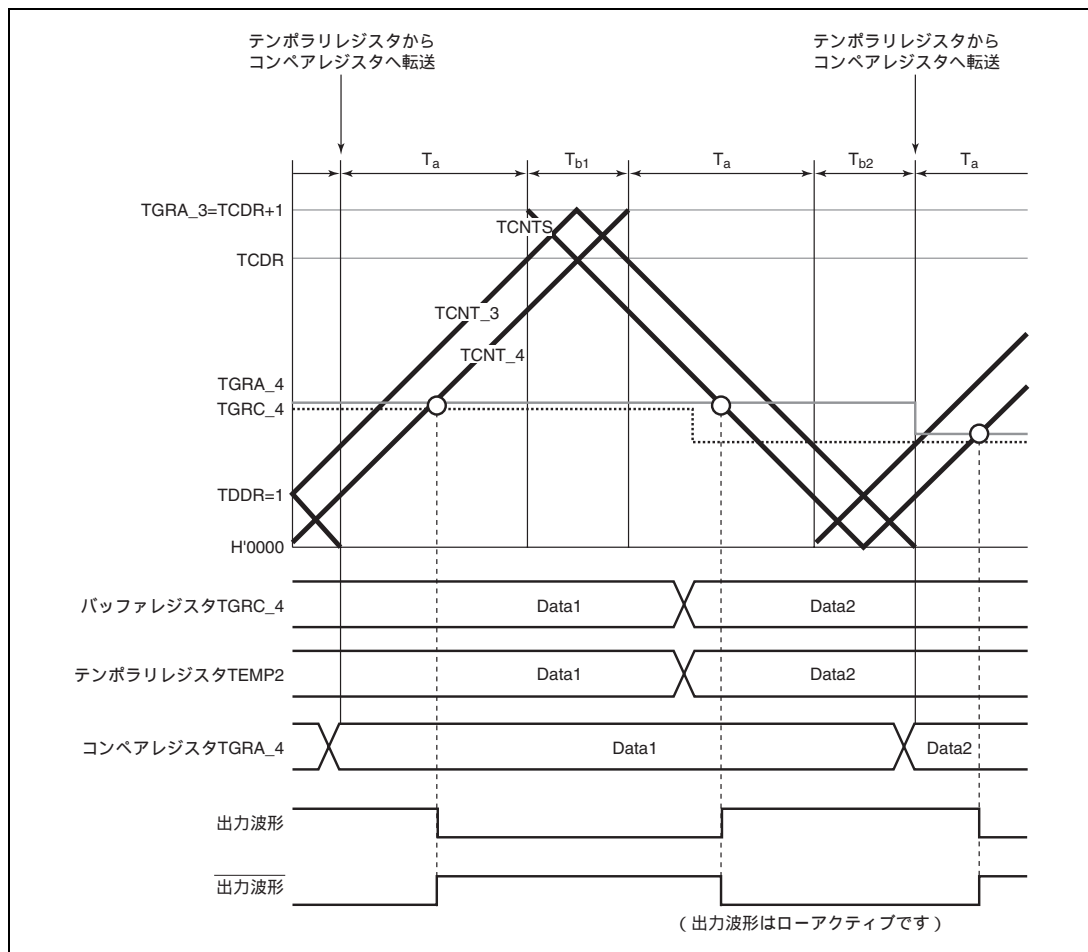 テンポラリレジスタから
コンペアレジスタへ転送
テンポラリレジスタから
コンペアレジスタへ転送
Ta
Tb1
Ta
Tb2
Ta
TGRA_3=TCDR+1
TCNTS
TCDR
TCNT_3
TCNT_4
TGRA_4
TGRC_4
TDDR=1
H'0000
バッファレジスタTGRC_4
Data1
Data2
テンポラリレジスタTEMP2
Data1
Data2
コンペアレジスタTGRA_4
Data1
Data2
出力波形
出力波形
(出力波形はローアクティブです)